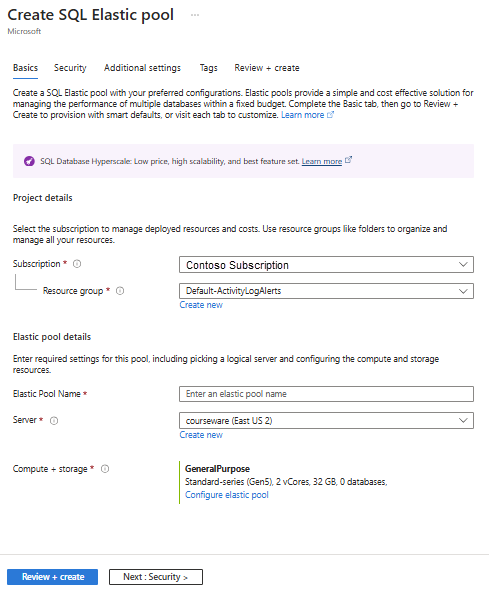 Create SQL Elastic pool ...
Microsoft
Basics Security Additional settings Tags Review + create
Create a SQL Elastic pool with your preferred configurations. Elastic pools provide a simple and cost effective solution for
managing the performance of multiple databases within a fixed budget. Complete the Basic tab, then go to Review +
Create to provision with smart defaults, or visit each tab to customize. Learn more
SQL Database Hyperscale: Low price, high scalability, and best feature set. Learn more
Project details
Select the subscription to manage deployed resources and costs. Use resource groups like folders to organize and
manage all your resources.
Subscription * Contoso Subscription
Resource group * Default-ActivityLogAlerts
Create new
Elastic pool details
Enter required settings for this pool, including picking a logical server and configuring the compute and storage
resources.
Elastic Pool Name * Enter an elastic pool name
Server * courseware (East US 2)
Create new
Compute + storage * GeneralPurpose
Standard-series (Gen5), 2 vCores, 32 GB, 0 databases,
Configure elastic pool
Review + create Next : Security >